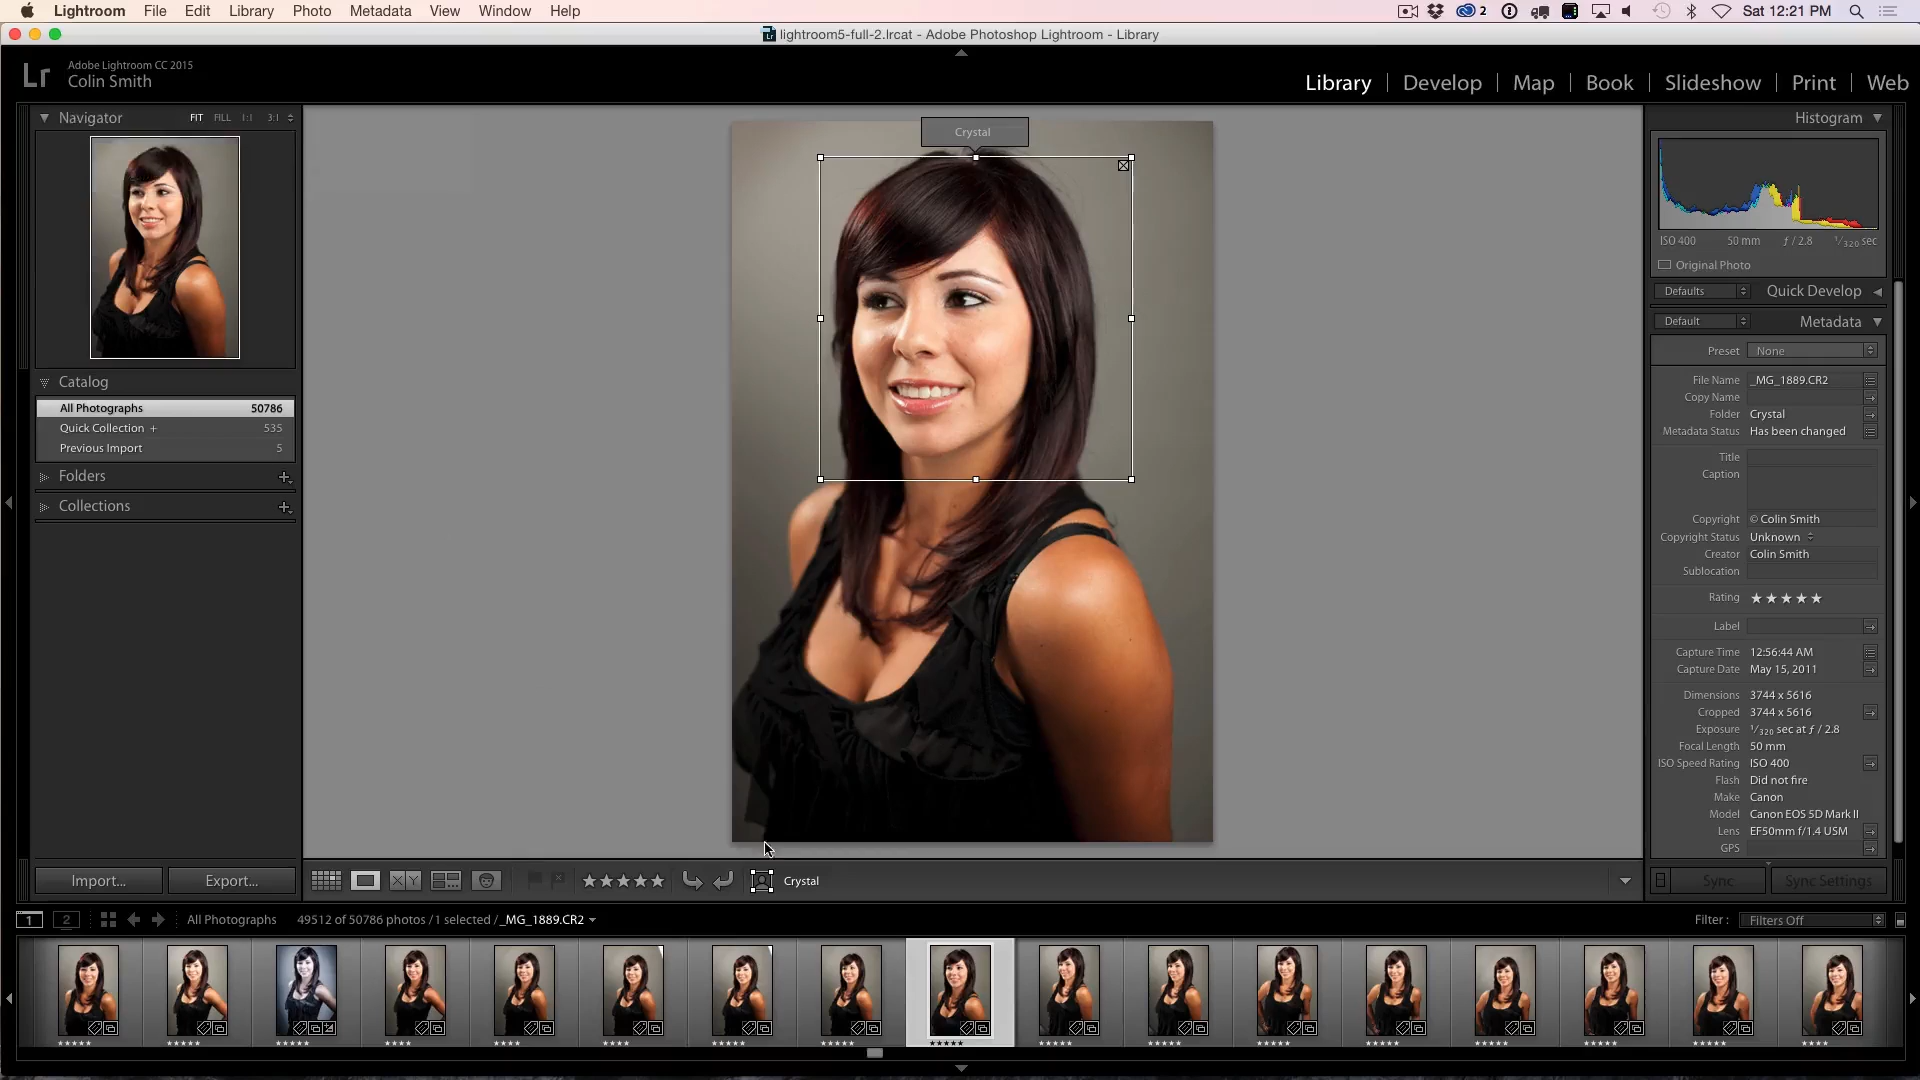 Lightroom File Edit Library Photo Metadata View Window Help 2 Sat 12:21 PM
Lr lightroom5-full-2.lrcat - Adobe Photoshop Lightroom - Library
Lr Adobe Lightroom CC 2015
Colin Smith
Library Develop Map Book Slideshow Print Web
Navigator FIT FILL 1:1 3:1
Catalog
All Photographs 50786
Quick Collection + 535
Previous Import 5
Folders
Collections
Import... Export...
Crystal
Histogram
ISO 400 50 mm ƒ / 2.8 1/320 sec
Original Photo
Defaults Quick Develop
Default Metadata
Preset None
File Name _MG_1889.CR2
Copy Name
Folder Crystal
Metadata Status Has been changed
Title
Caption
Copyright © Colin Smith
Copyright Status Unknown
Creator Colin Smith
Sublocation
Rating ★★★★★
Label
Capture Time 12:56:44 AM
Capture Date May 15, 2011
Dimensions 3744 x 5616
Cropped 3744 x 5616
Exposure 1/320 sec at ƒ / 2.8
Focal Length 50 mm
ISO Speed Rating ISO 400
Flash Did not fire
Make Canon
Model Canon EOS 5D Mark II
Lens EF50mm f/1.4 USM
GPS
Sync Sync Settings
XY ★★★★★ Crystal
1 2 All Photographs 49512 of 50786 photos / 1 selected / _MG_1889.CR2 Filter : Filters Off